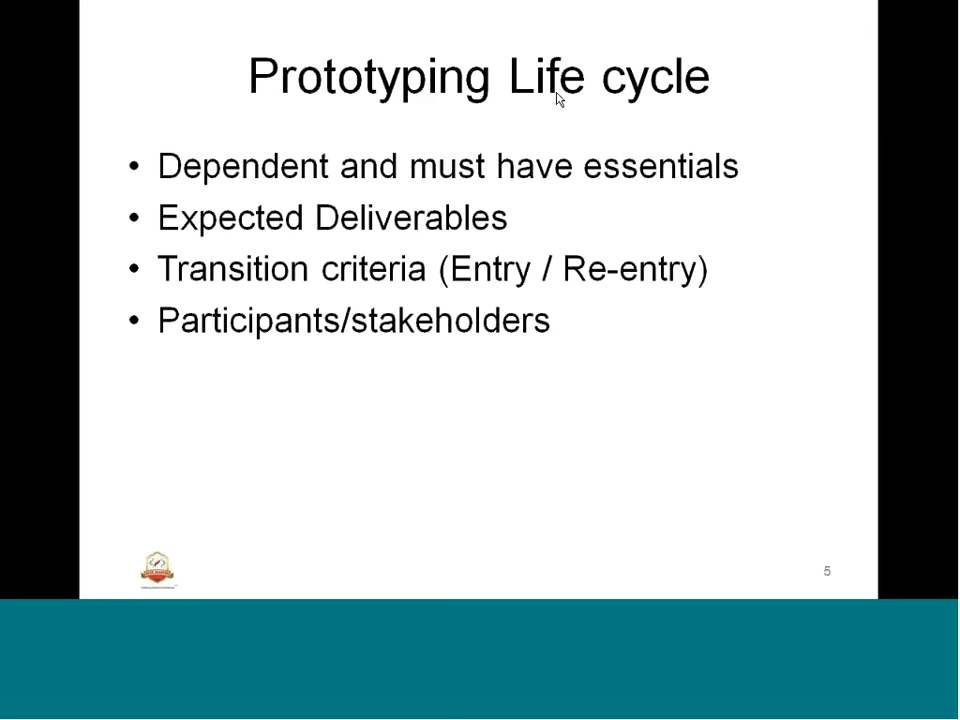 Prototyping Life cycle
• Dependent and must have essentials
• Expected Deliverables
• Transition criteria (Entry / Re-entry)
• Participants/stakeholders
5